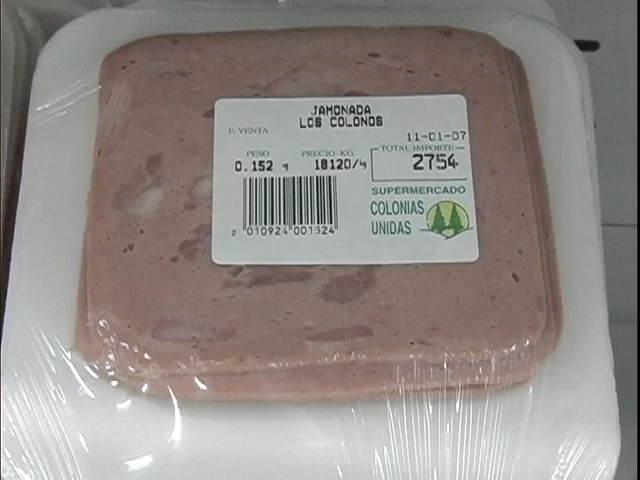 JAMONADA
LOS COLONOS
F. VENTA
11-01-07
PESO PRECIO KG. TOTAL IMPORTE
0.152 18120/ 2754
SUPERMERCADO
COLONIAS
UNIDAS
2 010924 001524